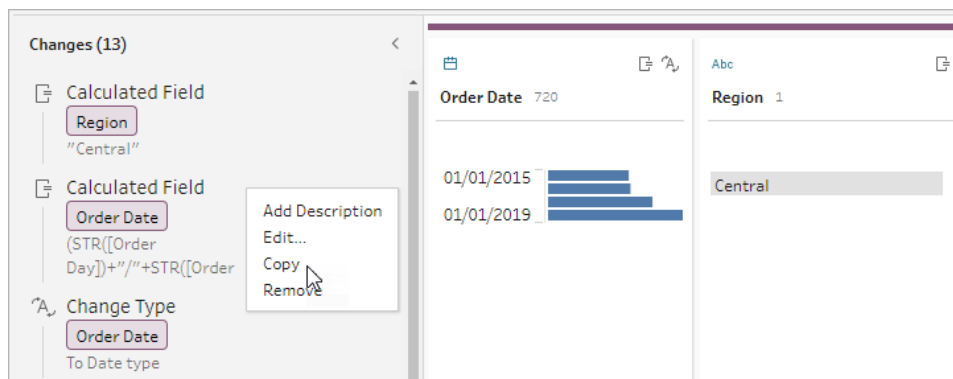 Changes (13)
Calculated Field
Region
"Central"
Calculated Field
Order Date
(STR([Order
Day])+"/"+STR([Order
Change Type
Order Date
To Date type
Add Description
Edit...
Copy
Remove
Order Date 720
01/01/2015
01/01/2019
Abc
Region 1
Central